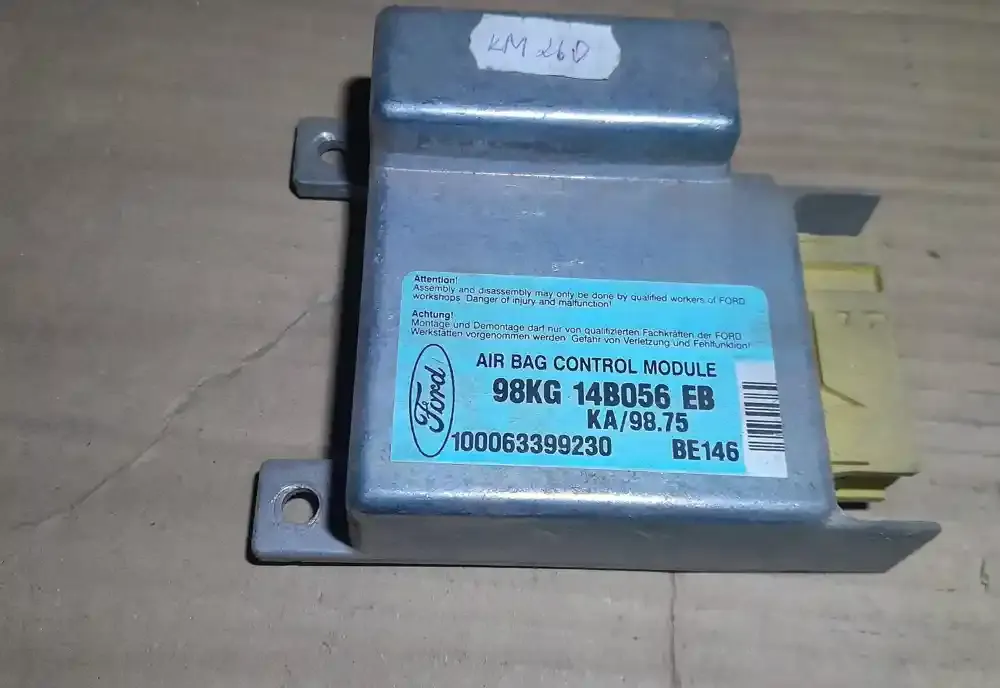 KM 26D
Attention!
Assembly and disassembly may only be done by qualified workers of FORD
workshops. Danger of injury and malfunction!
Achtung!
Montage und Demontage darf nur von qualifizierten Fachkräften der FORD
Werkstätten vorgenommen werden. Gefahr von Verletzung und Fehlfunktion!
Ford
AIR BAG CONTROL MODULE
98KG 14B056 EB
KA/98.75
100063399230 BE146